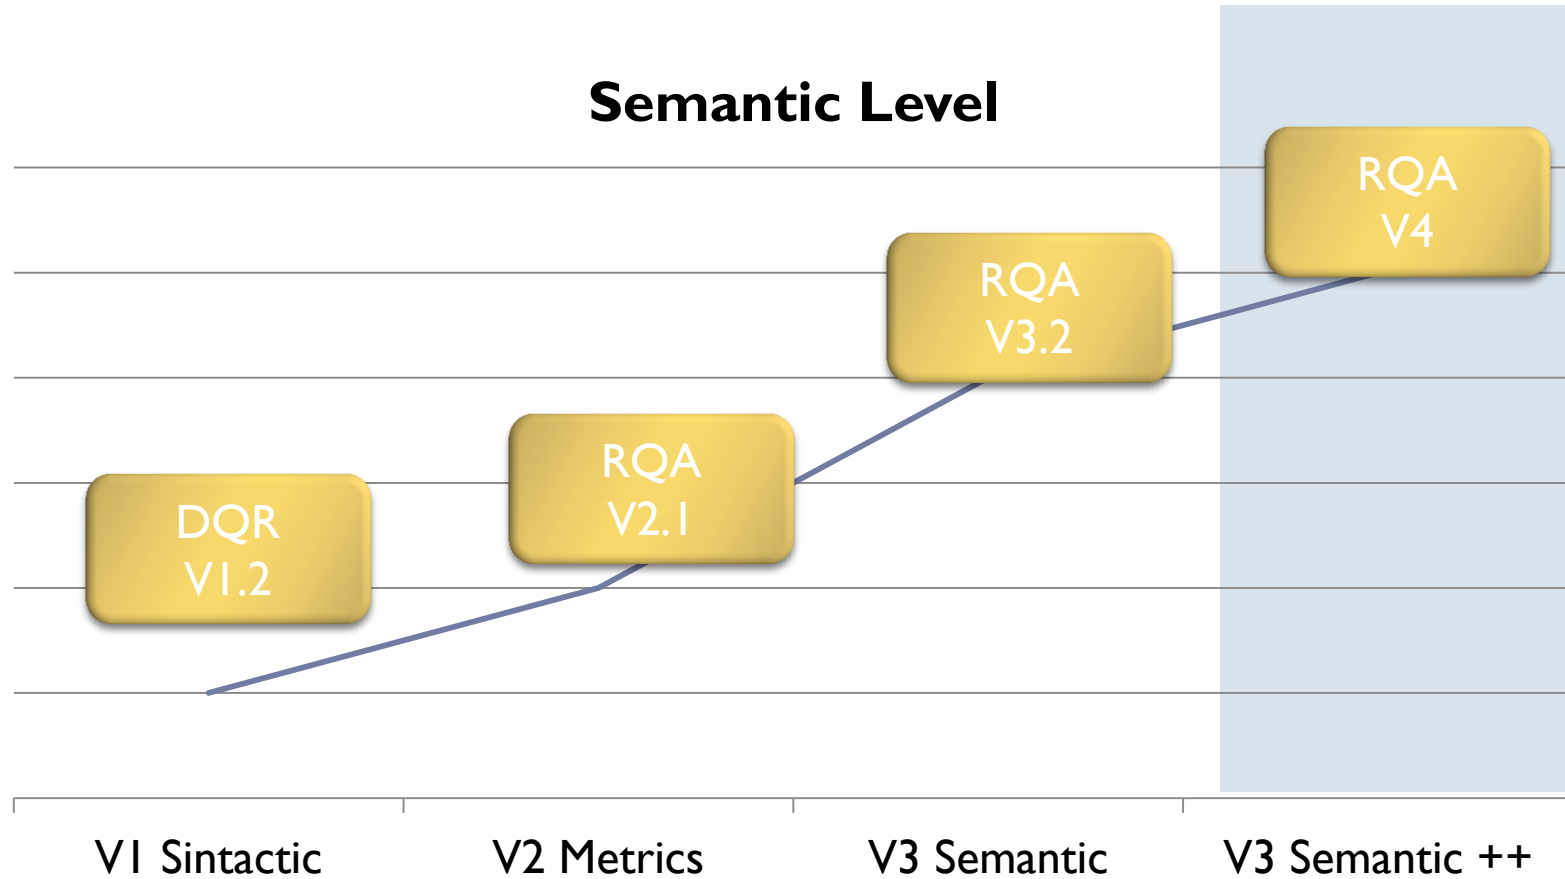 Semantic Level
RQA
V4
RQA
V3.2
RQA
V2.1
DQR
V1.2
V1 Sintactic
V2 Metrics
V3 Semantic
V3 Semantic ++